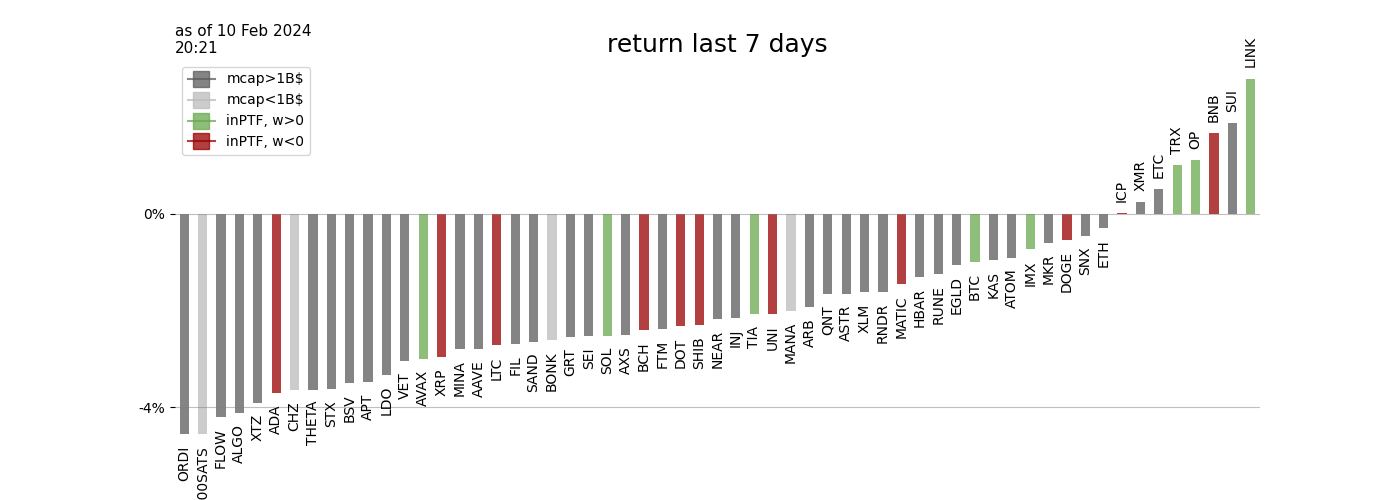 as of 10 Feb 2024
20:21
return last 7 days
mcap>1B$
mcap<1B$
inPTF, w>0
inPTF, w<0
0%
-4%
ORDI
00SATS
FLOW
ALGO
XTZ
ADA
CHZ
THETA
STX
BSV
APT
LDO
VET
AVAX
XRP
MINA
AAVE
LTC
FIL
SAND
BONK
GRT
SEI
SOL
AXS
BCH
FTM
DOT
SHIB
NEAR
INJ
TIA
UNI
MANA
ARB
QNT
ASTR
XLM
RNDR
MATIC
HBAR
RUNE
EGLD
BTC
KAS
ATOM
IMX
MKR
DOGE
SNX
ETH
ICP
XMR
ETC
TRX
OP
BNB
SUI
LINK